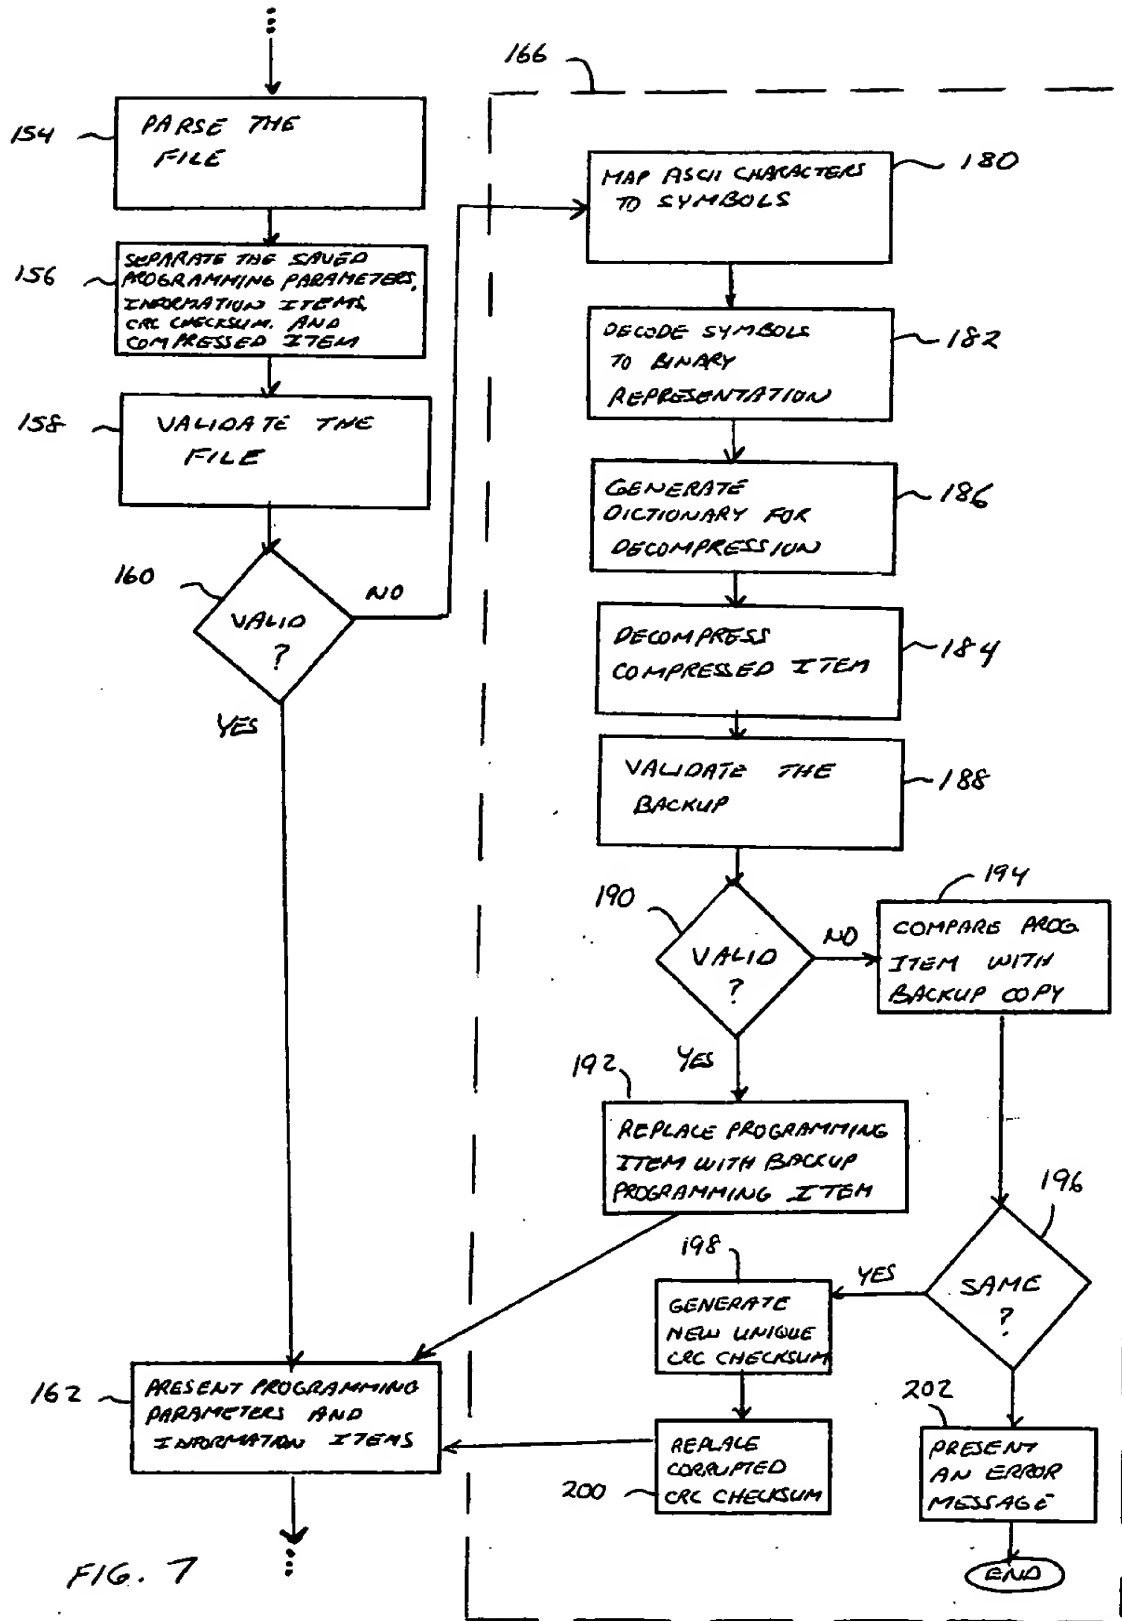 166
154
PARSE THE
FILE
156
SEPARATE THE SAVED
PROGRAMMING PARAMETERS,
INFORMATION ITEMS,
CRC CHECKSUM, AND
COMPRESSED ITEM
158
VALIDATE THE
FILE
160
VALID
?
NO
YES
180
MAP ASCII CHARACTERS
TO SYMBOLS
182
DECODE SYMBOLS
TO BINARY
REPRESENTATION
186
GENERATE
DICTIONARY FOR
DECOMPRESSION
184
DECOMPRESS
COMPRESSED ITEM
188
VALIDATE THE
BACKUP
190
VALID
?
NO
YES
194
COMPARE PROG.
ITEM WITH
BACKUP COPY
192
REPLACE PROGRAMMING
ITEM WITH BACKUP
PROGRAMMING ITEM
196
SAME
?
YES
198
GENERATE
NEW UNIQUE
CRC CHECKSUM
200
REPLACE
CORRUPTED
CRC CHECKSUM
202
PRESENT
AN ERROR
MESSAGE
END
162
PRESENT PROGRAMMING
PARAMETERS AND
INFORMATION ITEMS
FIG. 7